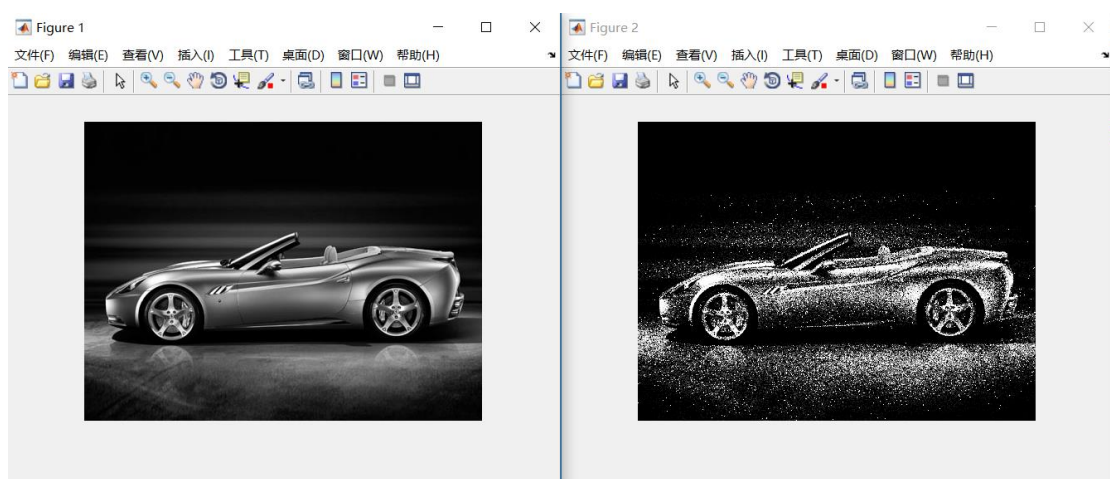 Figure 1
文件(F) 编辑(E) 查看(V) 插入(I) 工具(T) 桌面(D) 窗口(W) 帮助(H)
Figure 2
文件(F) 编辑(E) 查看(V) 插入(I) 工具(T) 桌面(D) 窗口(W) 帮助(H)